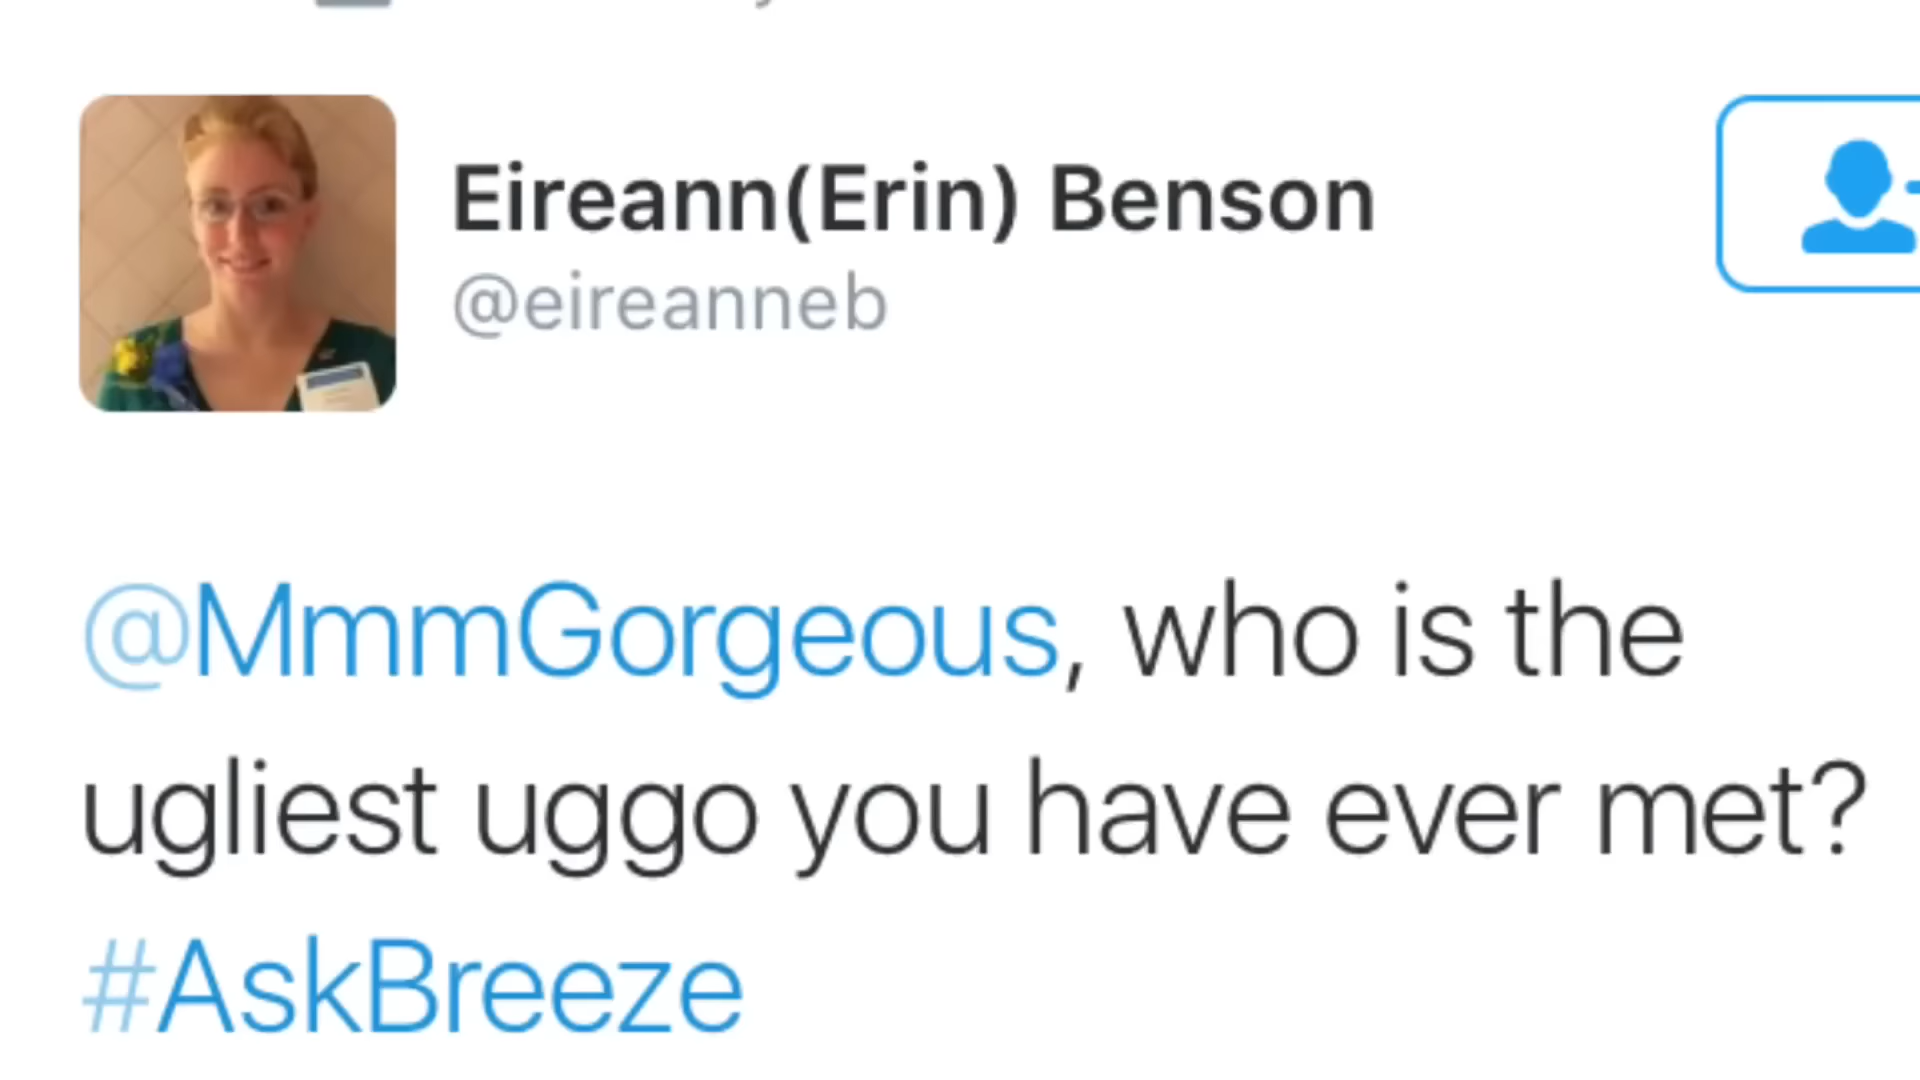 Eireann(Erin) Benson
@eireanneb
@MmmGorgeous, who is the
ugliest uggo you have ever met?
#AskBreeze